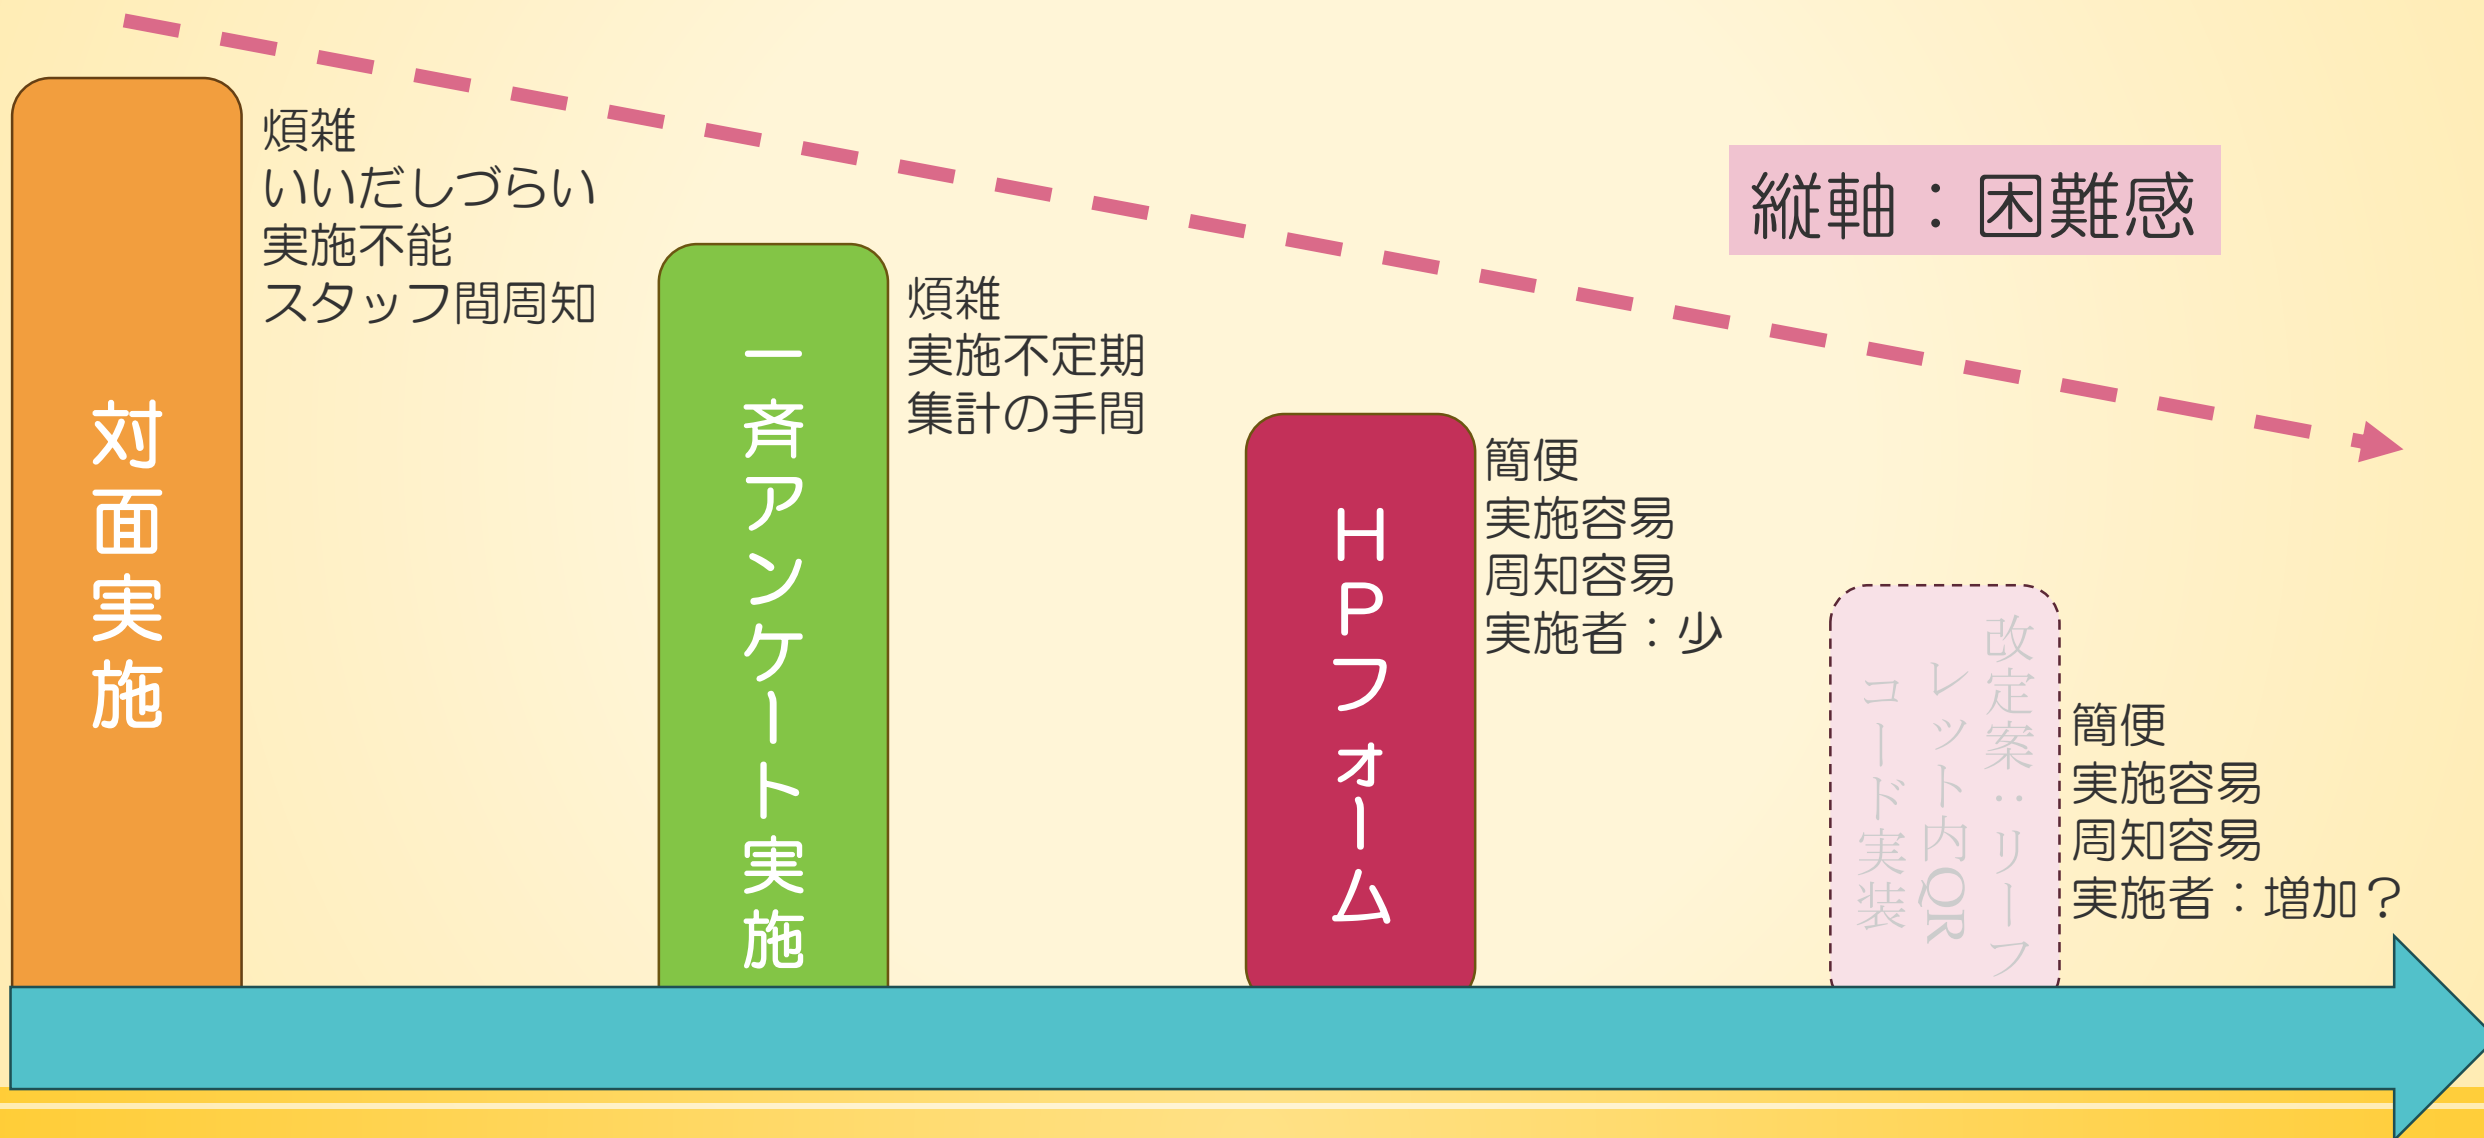 対面実施
煩雑
いいだしづらい
実施不能
スタッフ間周知
一斉アンケート実施
煩雑
実施不定期
集計の手間
HPフォーム
簡便
実施容易
周知容易
実施者：少
縦軸：困難感
改定案：リーフ
レット内QR
コード実装
簡便
実施容易
周知容易
実施者：増加？